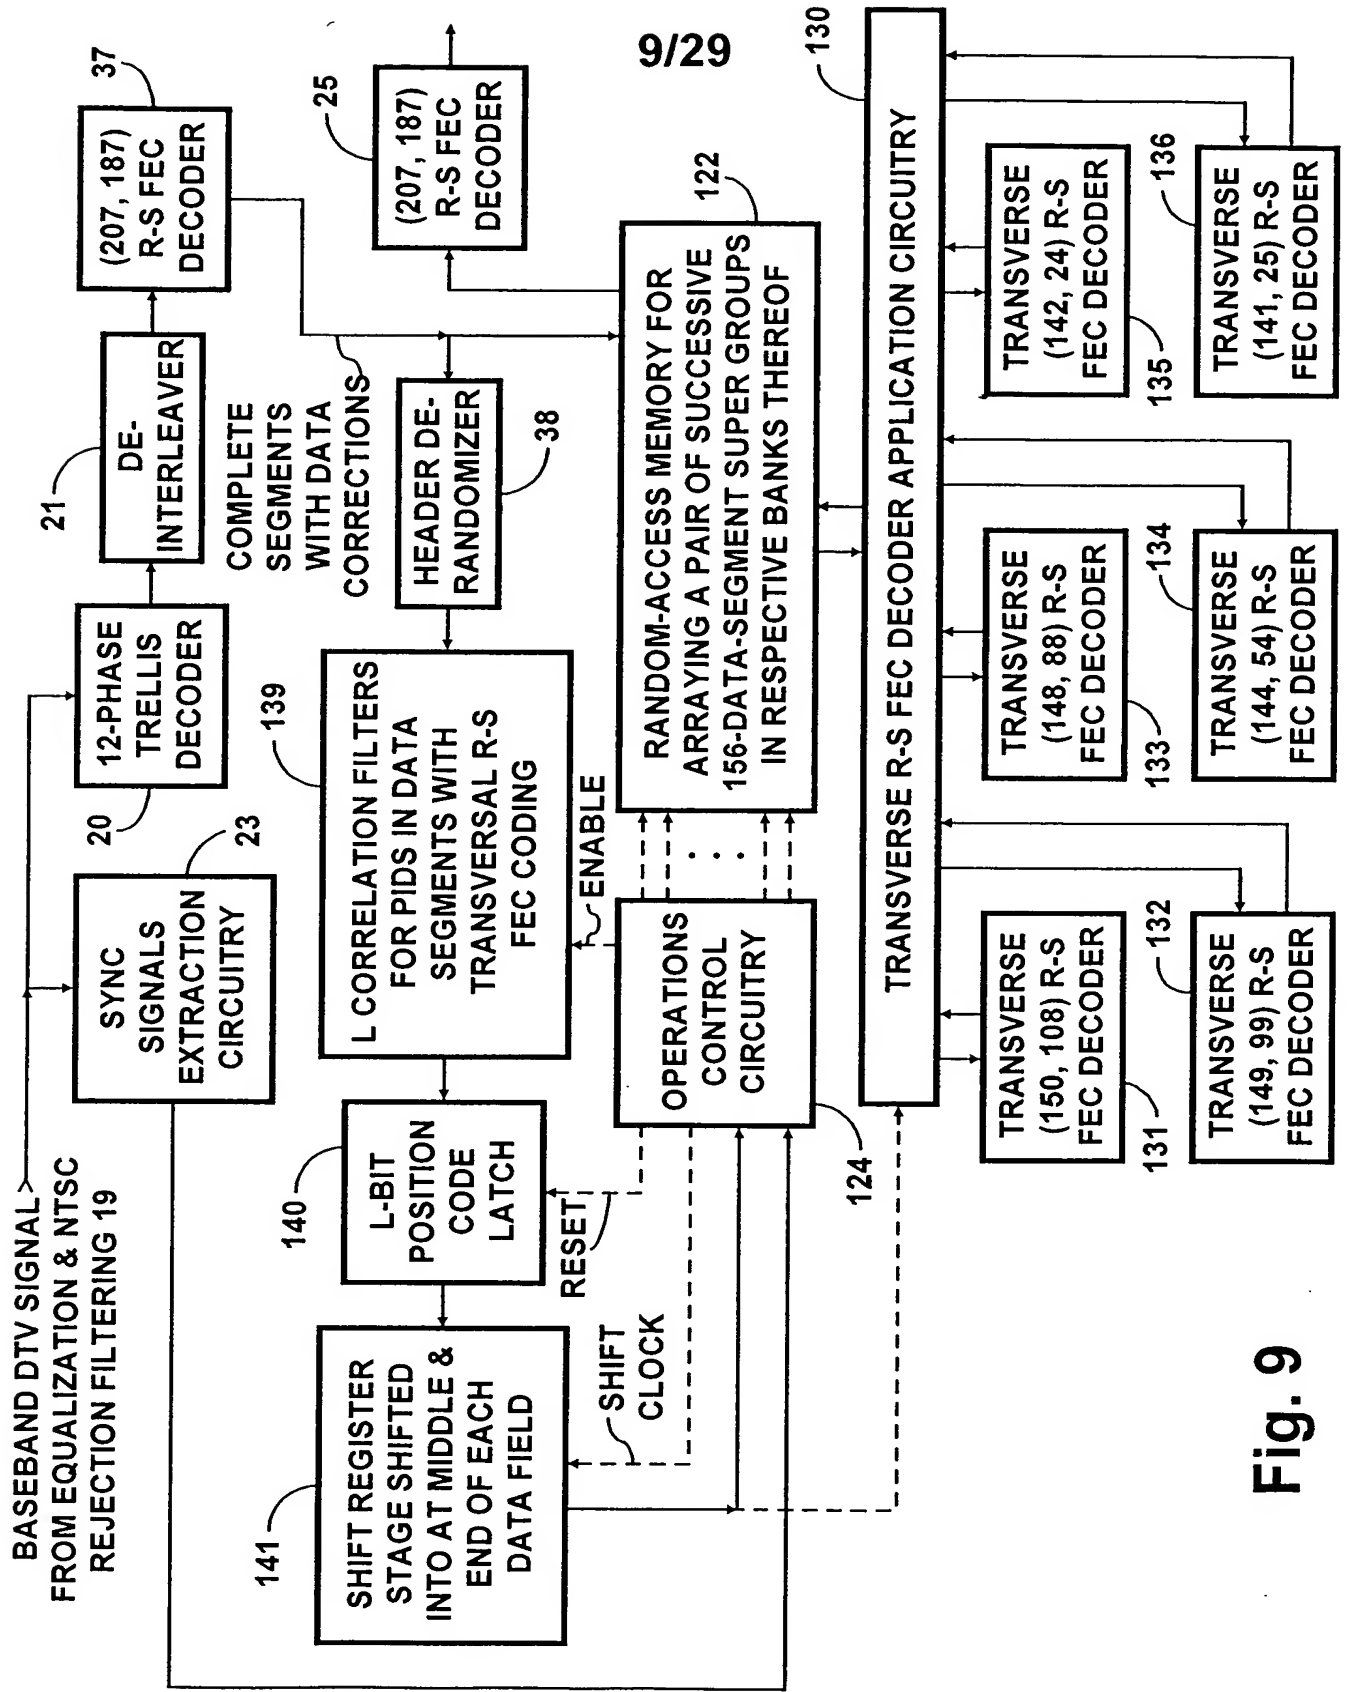 9/29
BASEBAND DTV SIGNAL
FROM EQUALIZATION & NTSC
REJECTION FILTERING 19
SYNC
SIGNALS
EXTRACTION
CIRCUITRY
23
12-PHASE
TRELLIS
DECODER
20
DE-
INTERLEAVER
21
(207, 187)
R-S FEC
DECODER
37
COMPLETE
SEGMENTS
WITH DATA
CORRECTIONS
(207, 187)
R-S FEC
DECODER
25
HEADER DE-
RANDOMIZER
38
L CORRELATION FILTERS
FOR PIDS IN DATA
SEGMENTS WITH
TRANSVERSAL R-S
FEC CODING
139
L-BIT
POSITION
CODE
LATCH
140
SHIFT REGISTER
STAGE SHIFTED
INTO AT MIDDLE &
END OF EACH
DATA FIELD
141
RESET
SHIFT
CLOCK
ENABLE
OPERATIONS
CONTROL
CIRCUITRY
124
RANDOM-ACCESS MEMORY FOR
ARRAYING A PAIR OF SUCCESSIVE
156-DATA-SEGMENT SUPER GROUPS
IN RESPECTIVE BANKS THEREOF
122
TRANSVERSE R-S FEC DECODER APPLICATION CIRCUITRY
130
TRANSVERSE
(150, 108) R-S
FEC DECODER
131
TRANSVERSE
(149, 99) R-S
FEC DECODER
132
TRANSVERSE
(148, 88) R-S
FEC DECODER
133
TRANSVERSE
(144, 54) R-S
FEC DECODER
134
TRANSVERSE
(142, 24) R-S
FEC DECODER
135
TRANSVERSE
(141, 25) R-S
FEC DECODER
136
Fig. 9